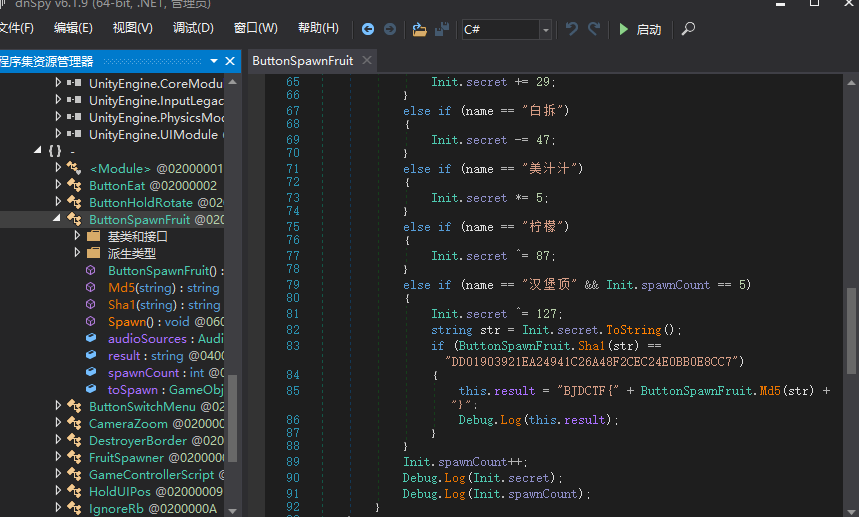 dnSpy v6.1.9 (64-bit, .NET, 管理员)
文件(F) 编辑(E) 视图(V) 调试(D) 窗口(W) 帮助(H) C# 启动
程序集资源管理器
UnityEngine.CoreModu
UnityEngine.InputLegac
UnityEngine.PhysicsMod
UnityEngine.UIModule (
{ } -
<Module> @02000001
ButtonEat @02000002
ButtonHoldRotate @020
ButtonSpawnFruit @020
基类和接口
派生类型
ButtonSpawnFruit() :
Md5(string) : string
Sha1(string) : string
Spawn() : void @060
audioSources : Audi
result : string @0400
spawnCount : int @0
toSpawn : GameObj
ButtonSwitchMenu @02
CameraZoom @020000
DestroyerBorder @0200
FruitSpawner @020000
GameControllerScript @
HoldUIPos @02000009
IgnoreRb @0200000A
ButtonSpawnFruit
65 Init.secret += 29;
66 }
67 else if (name == "白拆")
68 {
69 Init.secret -= 47;
70 }
71 else if (name == "美汁汁")
72 {
73 Init.secret *= 5;
74 }
75 else if (name == "柠檬")
76 {
77 Init.secret ^= 87;
78 }
79 else if (name == "汉堡顶" && Init.spawnCount == 5)
80 {
81 Init.secret ^= 127;
82 string str = Init.secret.ToString();
83 if (ButtonSpawnFruit.Sha1(str) ==
"DD01903921EA24941C26A48F2CEC24E0BB0E8CC7")
84 {
85 this.result = "BJDCTF{" + ButtonSpawnFruit.Md5(str) +
"}";
86 Debug.Log(this.result);
87 }
88 }
89 Init.spawnCount++;
90 Debug.Log(Init.secret);
91 Debug.Log(Init.spawnCount);
92 }